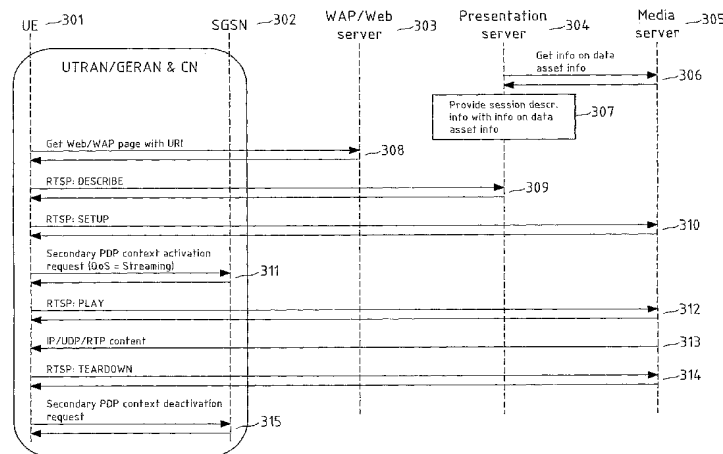 UE 301
SGSN 302
WAP/Web server 303
Presentation server 304
Media server 305
UTRAN/GERAN & CN
Get info on data
asset info
306
Provide session descr.
info with info on data
asset info
307
Get Web/WAP page with URI
308
RTSP: DESCRIBE
309
RTSP: SETUP
310
Secondary PDP context activation
request (QoS = Streaming)
311
RTSP: PLAY
312
IP/UDP/RTP content
313
RTSP: TEARDOWN
314
Secondary PDP context deactivation
request
315